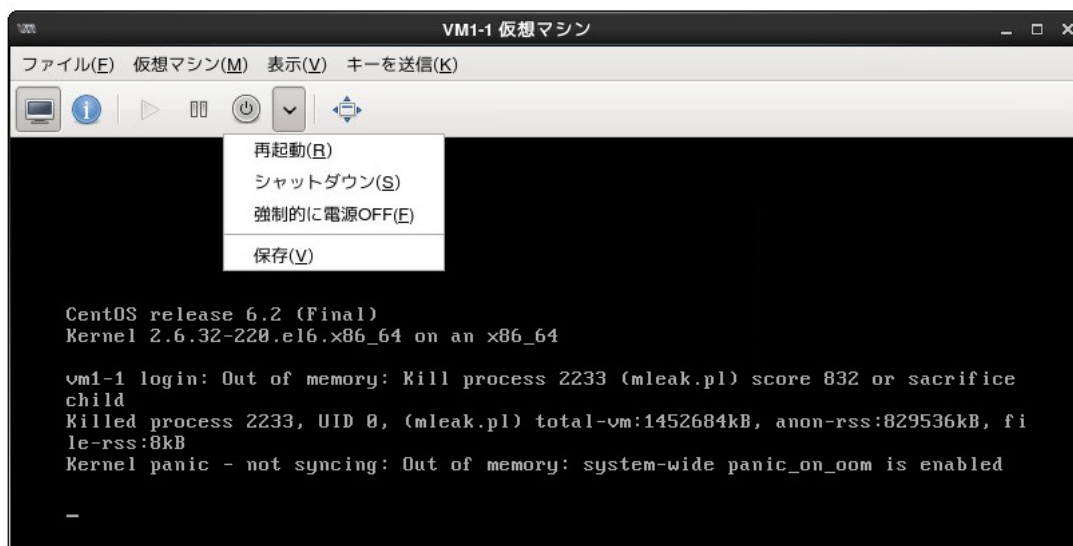 VM1-1 仮想マシン
ファイル(F) 仮想マシン(M) 表示(V) キーを送信(K)
再起動(R)
シャットダウン(S)
強制的に電源OFF(F)
保存(V)
CentOS release 6.2 (Final)
Kernel 2.6.32-220.el6.x86_64 on an x86_64
vm1-1 login: Out of memory: Kill process 2233 (mleak.pl) score 832 or sacrifice
child
Killed process 2233, UID 0, (mleak.pl) total-vm:1452684kB, anon-rss:829536kB, fi
le-rss:8kB
Kernel panic - not syncing: Out of memory: system-wide panic_on_oom is enabled